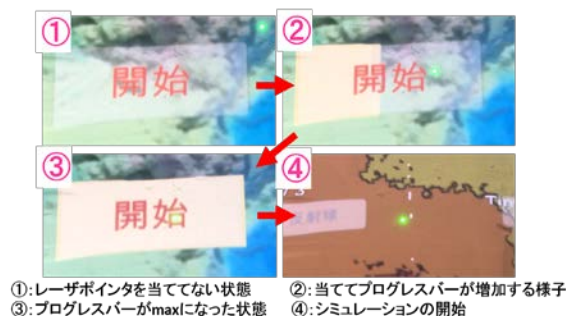 ①
開始
②
開始
③
開始
④
反射球
①:レーザポインタを当ててない状態
②:当ててプログレスバーが増加する様子
③:プログレスバーがmaxになった状態
④:シミュレーションの開始